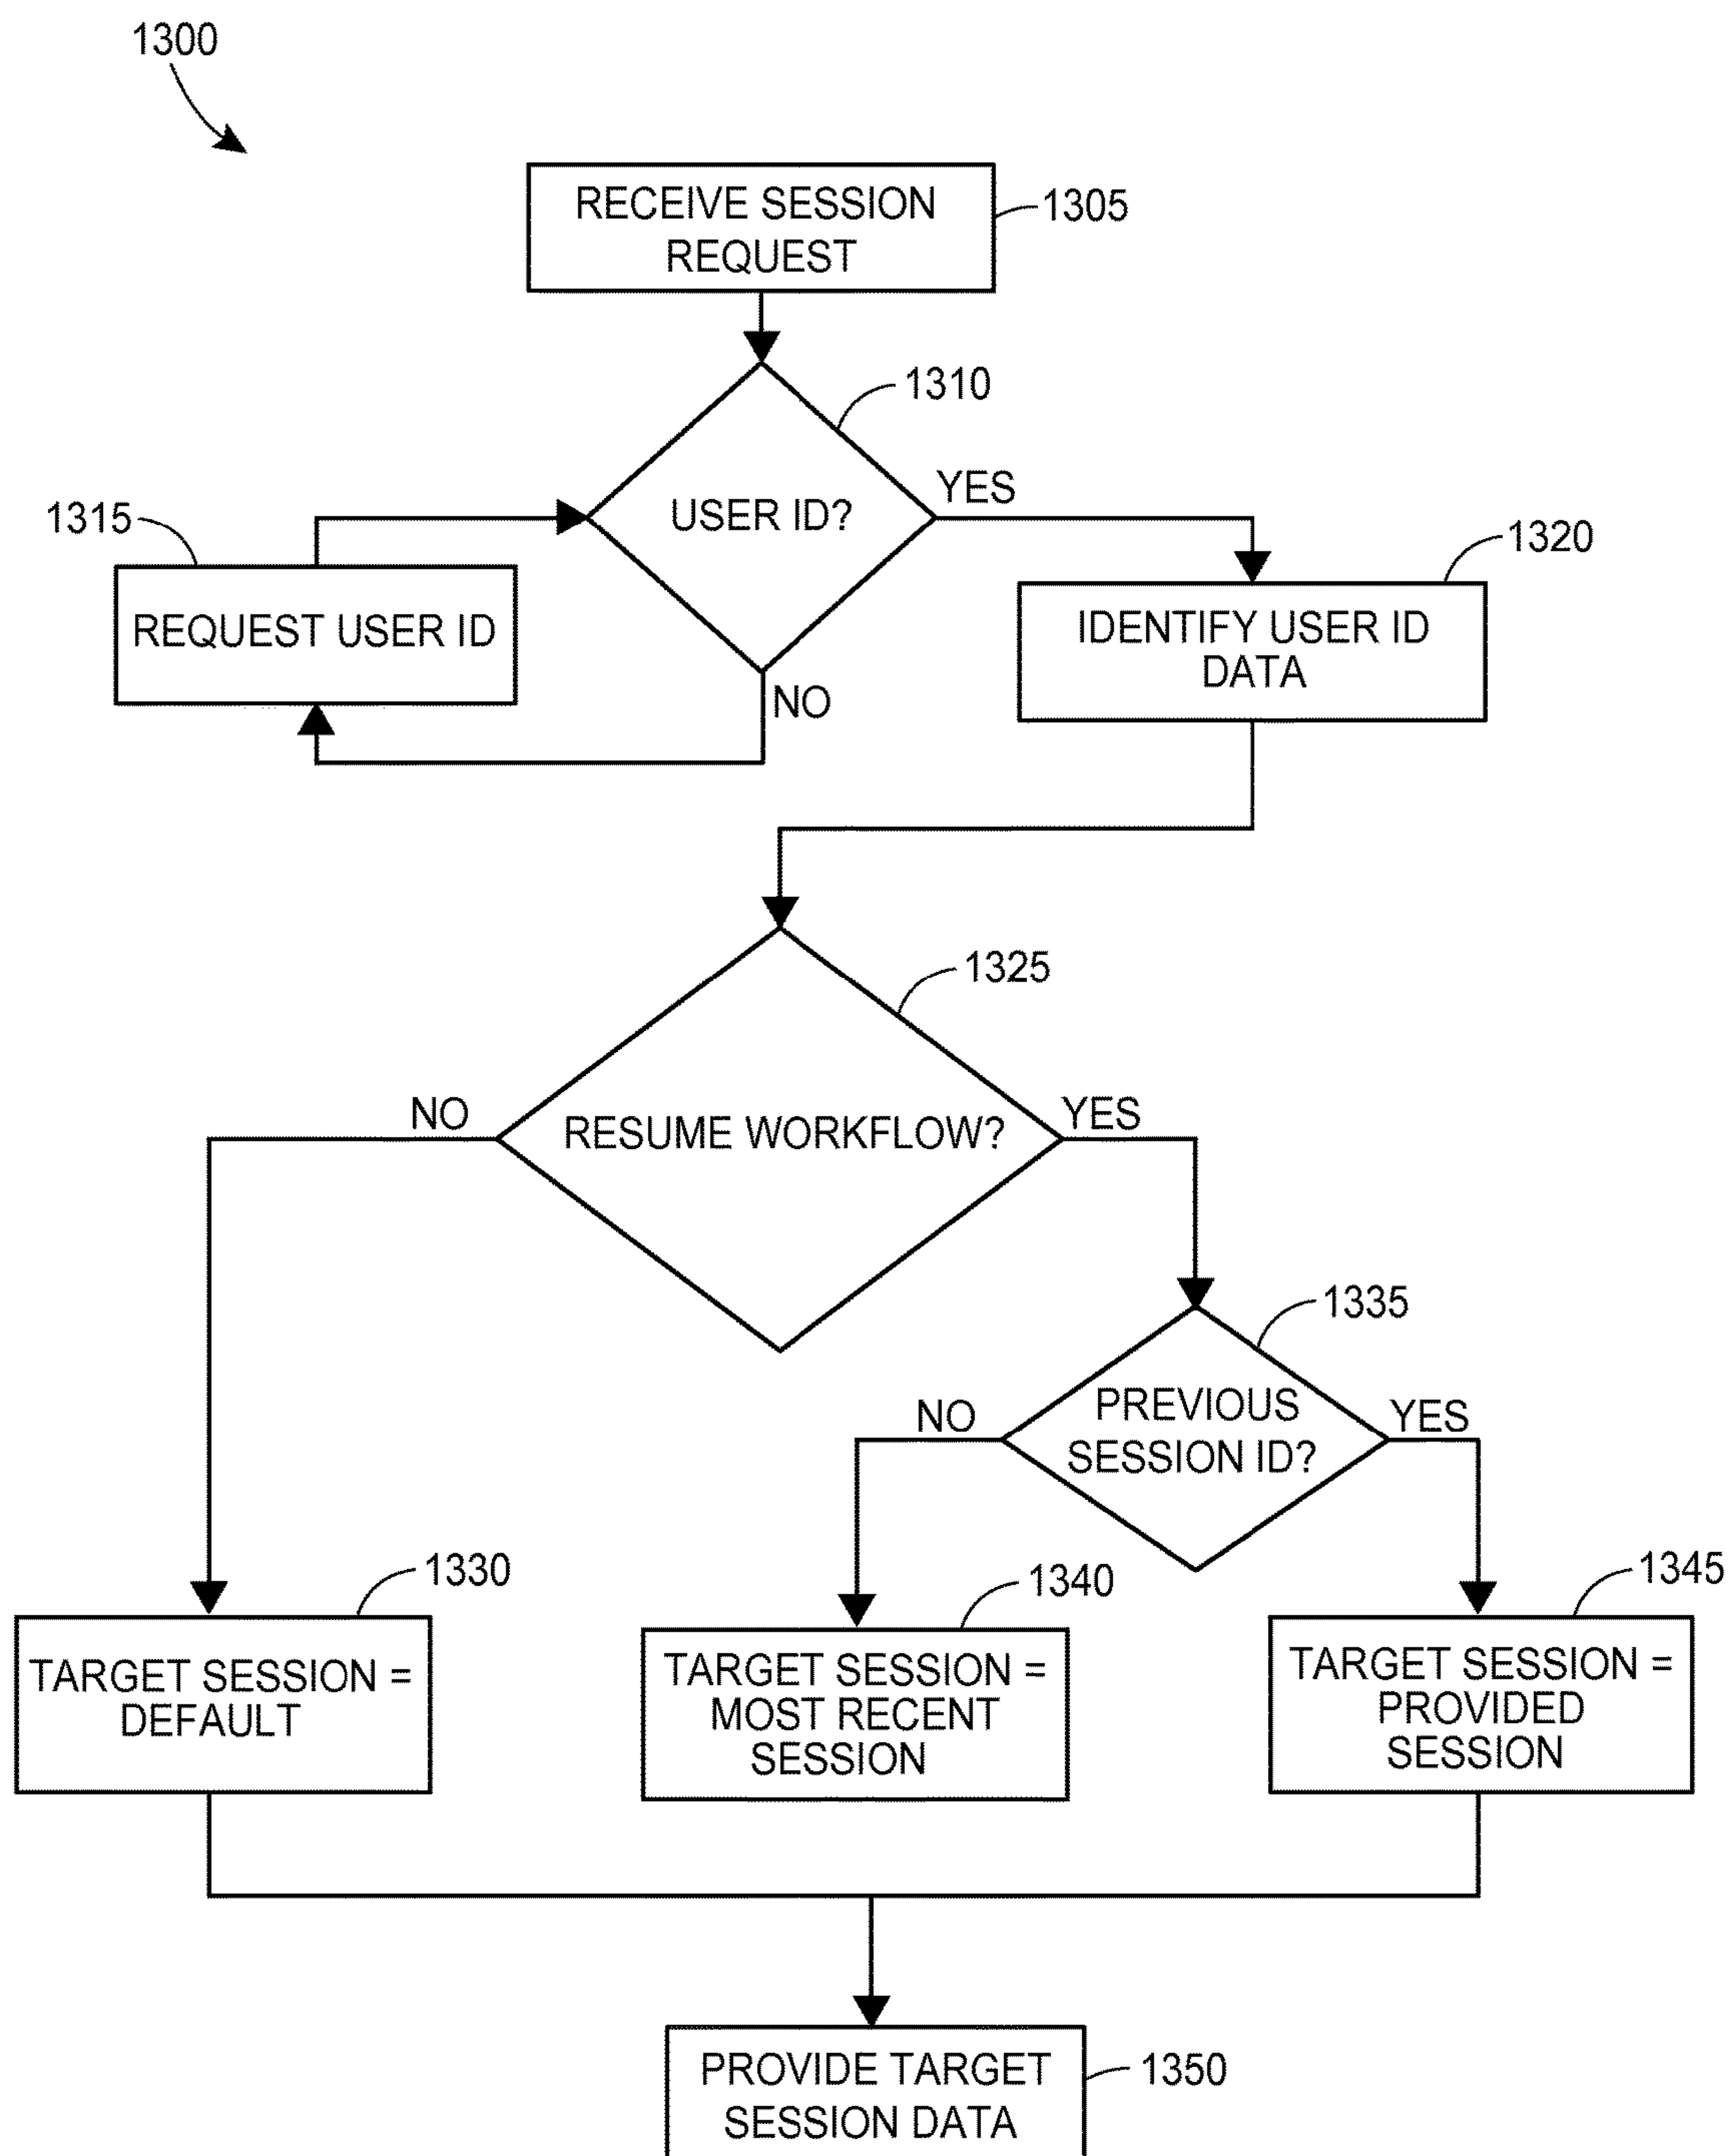 1300
RECEIVE SESSION
REQUEST
1305
1310
USER ID?
YES
NO
1315
REQUEST USER ID
1320
IDENTIFY USER ID
DATA
1325
RESUME WORKFLOW?
NO
YES
1335
PREVIOUS
SESSION ID?
NO
YES
1330
TARGET SESSION =
DEFAULT
1340
TARGET SESSION =
MOST RECENT
SESSION
1345
TARGET SESSION =
PROVIDED
SESSION
PROVIDE TARGET
SESSION DATA
1350